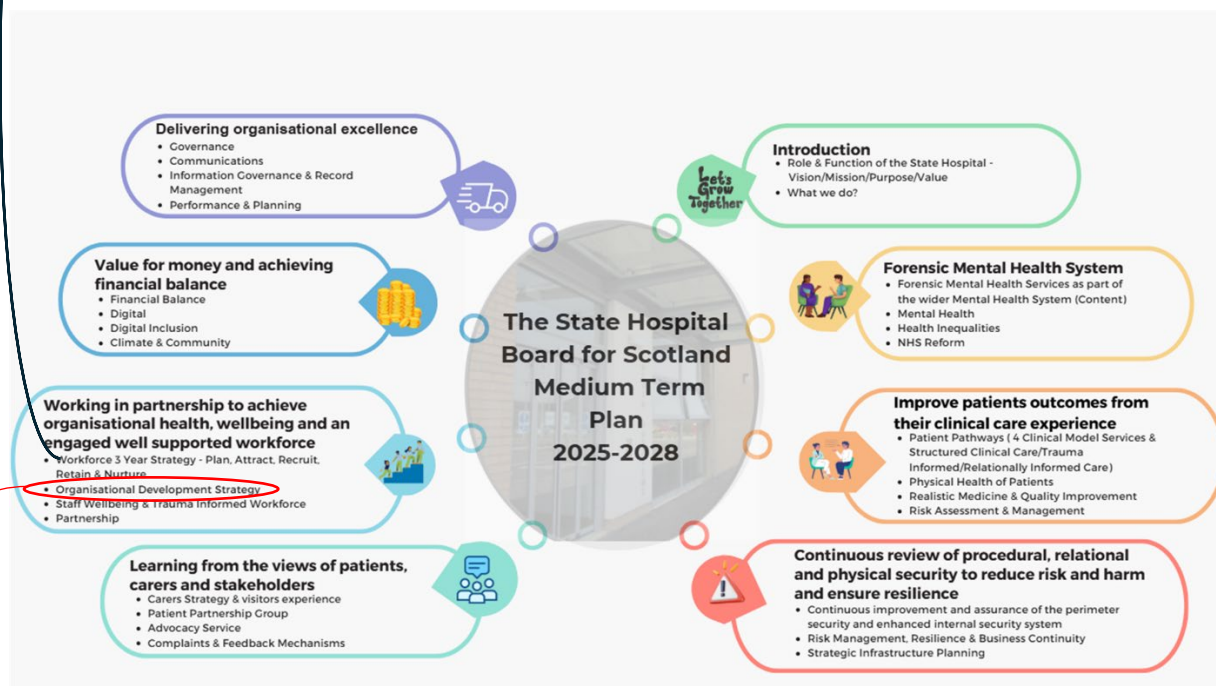 Delivering organisational excellence
Governance
Communications
Information Governance & Record
Management
Performance & Planning
Value for money and achieving
financial balance
Financial Balance
Digital
Digital Inclusion
Climate & Community
Working in partnership to achieve
organisational health, wellbeing and an
engaged well supported workforce
Workforce 3 Year Strategy - Plan, Attract, Recruit,
Retain & Nurture
Organisational Development Strategy
Staff Wellbeing & Trauma Informed Workforce
Partnership
Learning from the views of patients,
carers and stakeholders
Carers Strategy & visitors experience
Patient Partnership Group
Advocacy Service
Complaints & Feedback Mechanisms
The State Hospital
Board for Scotland
Medium Term
Plan
2025-2028
Let's
Grow
Together
Introduction
Role & Function of the State Hospital -
Vision/Mission/Purpose/Value
What we do?
Forensic Mental Health System
Forensic Mental Health Services as part of
the wider Mental Health System (Content)
Mental Health
Health Inequalities
NHS Reform
Improve patients outcomes from
their clinical care experience
Patient Pathways ( 4 Clinical Model Services &
Structured Clinical Care/Trauma
Informed/Relationally Informed Care)
Physical Health of Patients
Realistic Medicine & Quality Improvement
Risk Assessment & Management
Continuous review of procedural, relational
and physical security to reduce risk and harm
and ensure resilience
Continuous improvement and assurance of the perimeter
security and enhanced internal security system
Risk Management, Resilience & Business Continuity
Strategic Infrastructure Planning